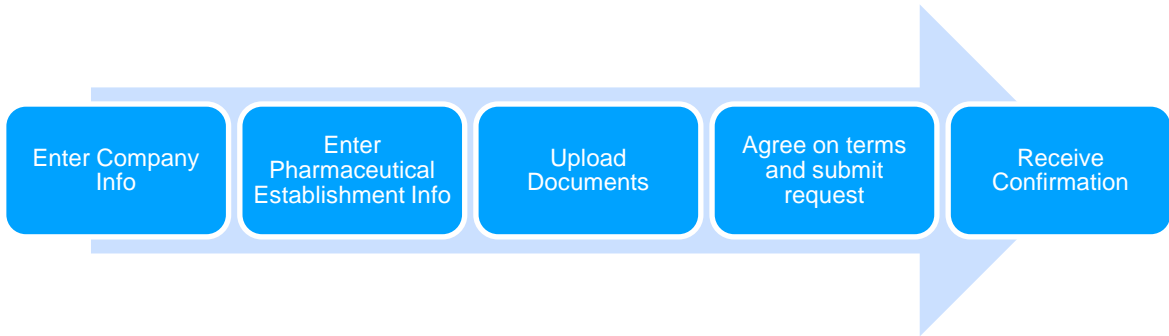 Enter Company
Info
Enter
Pharmaceutical
Establishment Info
Upload
Documents
Agree on terms
and submit
request
Receive
Confirmation